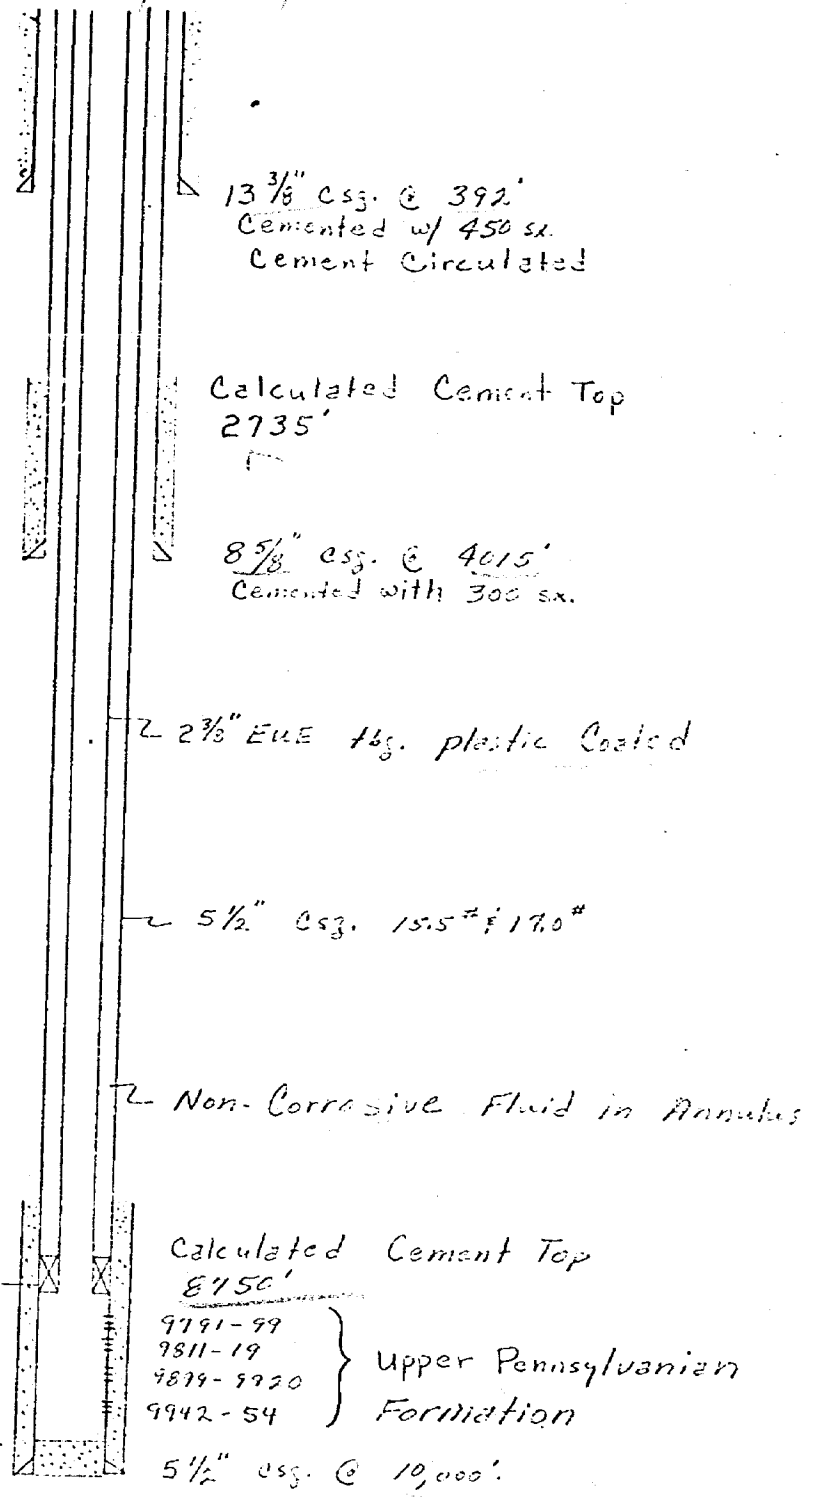 13 3/8" Csg. @ 392'
Cemented w/ 450 sx.
Cement Circulated
Calculated Cement Top
2735'
8 5/8" csg. @ 4015'
Cemented with 300 sx.
2 3/8" EUE tbg. plastic Coated
5 1/2" Csg. 15.5# & 17.0#
Non-Corrosive Fluid in Annulus
Calculated Cement Top
8750'
9791-99
9811-19
9879-9920
9942-54
Upper Pennsylvanian
Formation
5 1/2" csg. @ 10,000'.